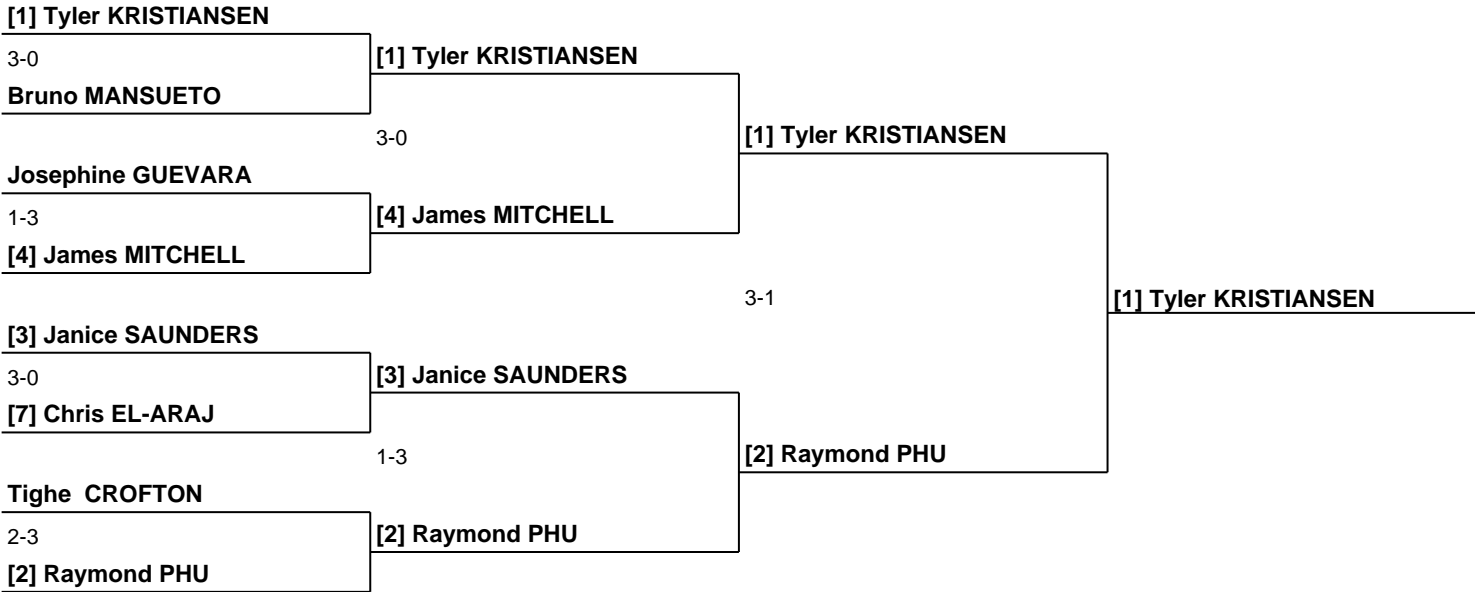 [1] Tyler KRISTIANSEN
3-0
Bruno MANSUETO
Josephine GUEVARA
1-3
[4] James MITCHELL
[3] Janice SAUNDERS
3-0
[7] Chris EL-ARAJ
Tighe  CROFTON
2-3
[2] Raymond PHU
[1] Tyler KRISTIANSEN
3-0
[4] James MITCHELL
[3] Janice SAUNDERS
1-3
[2] Raymond PHU
[1] Tyler KRISTIANSEN
3-1
[2] Raymond PHU
[1] Tyler KRISTIANSEN